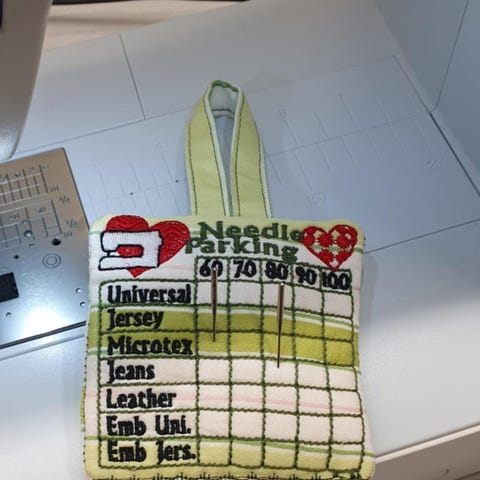 Needle
Parking
60 70 80 90 100
Universal
Jersey
Microtex
Jeans
Leather
Emb Uni.
Emb Jers.